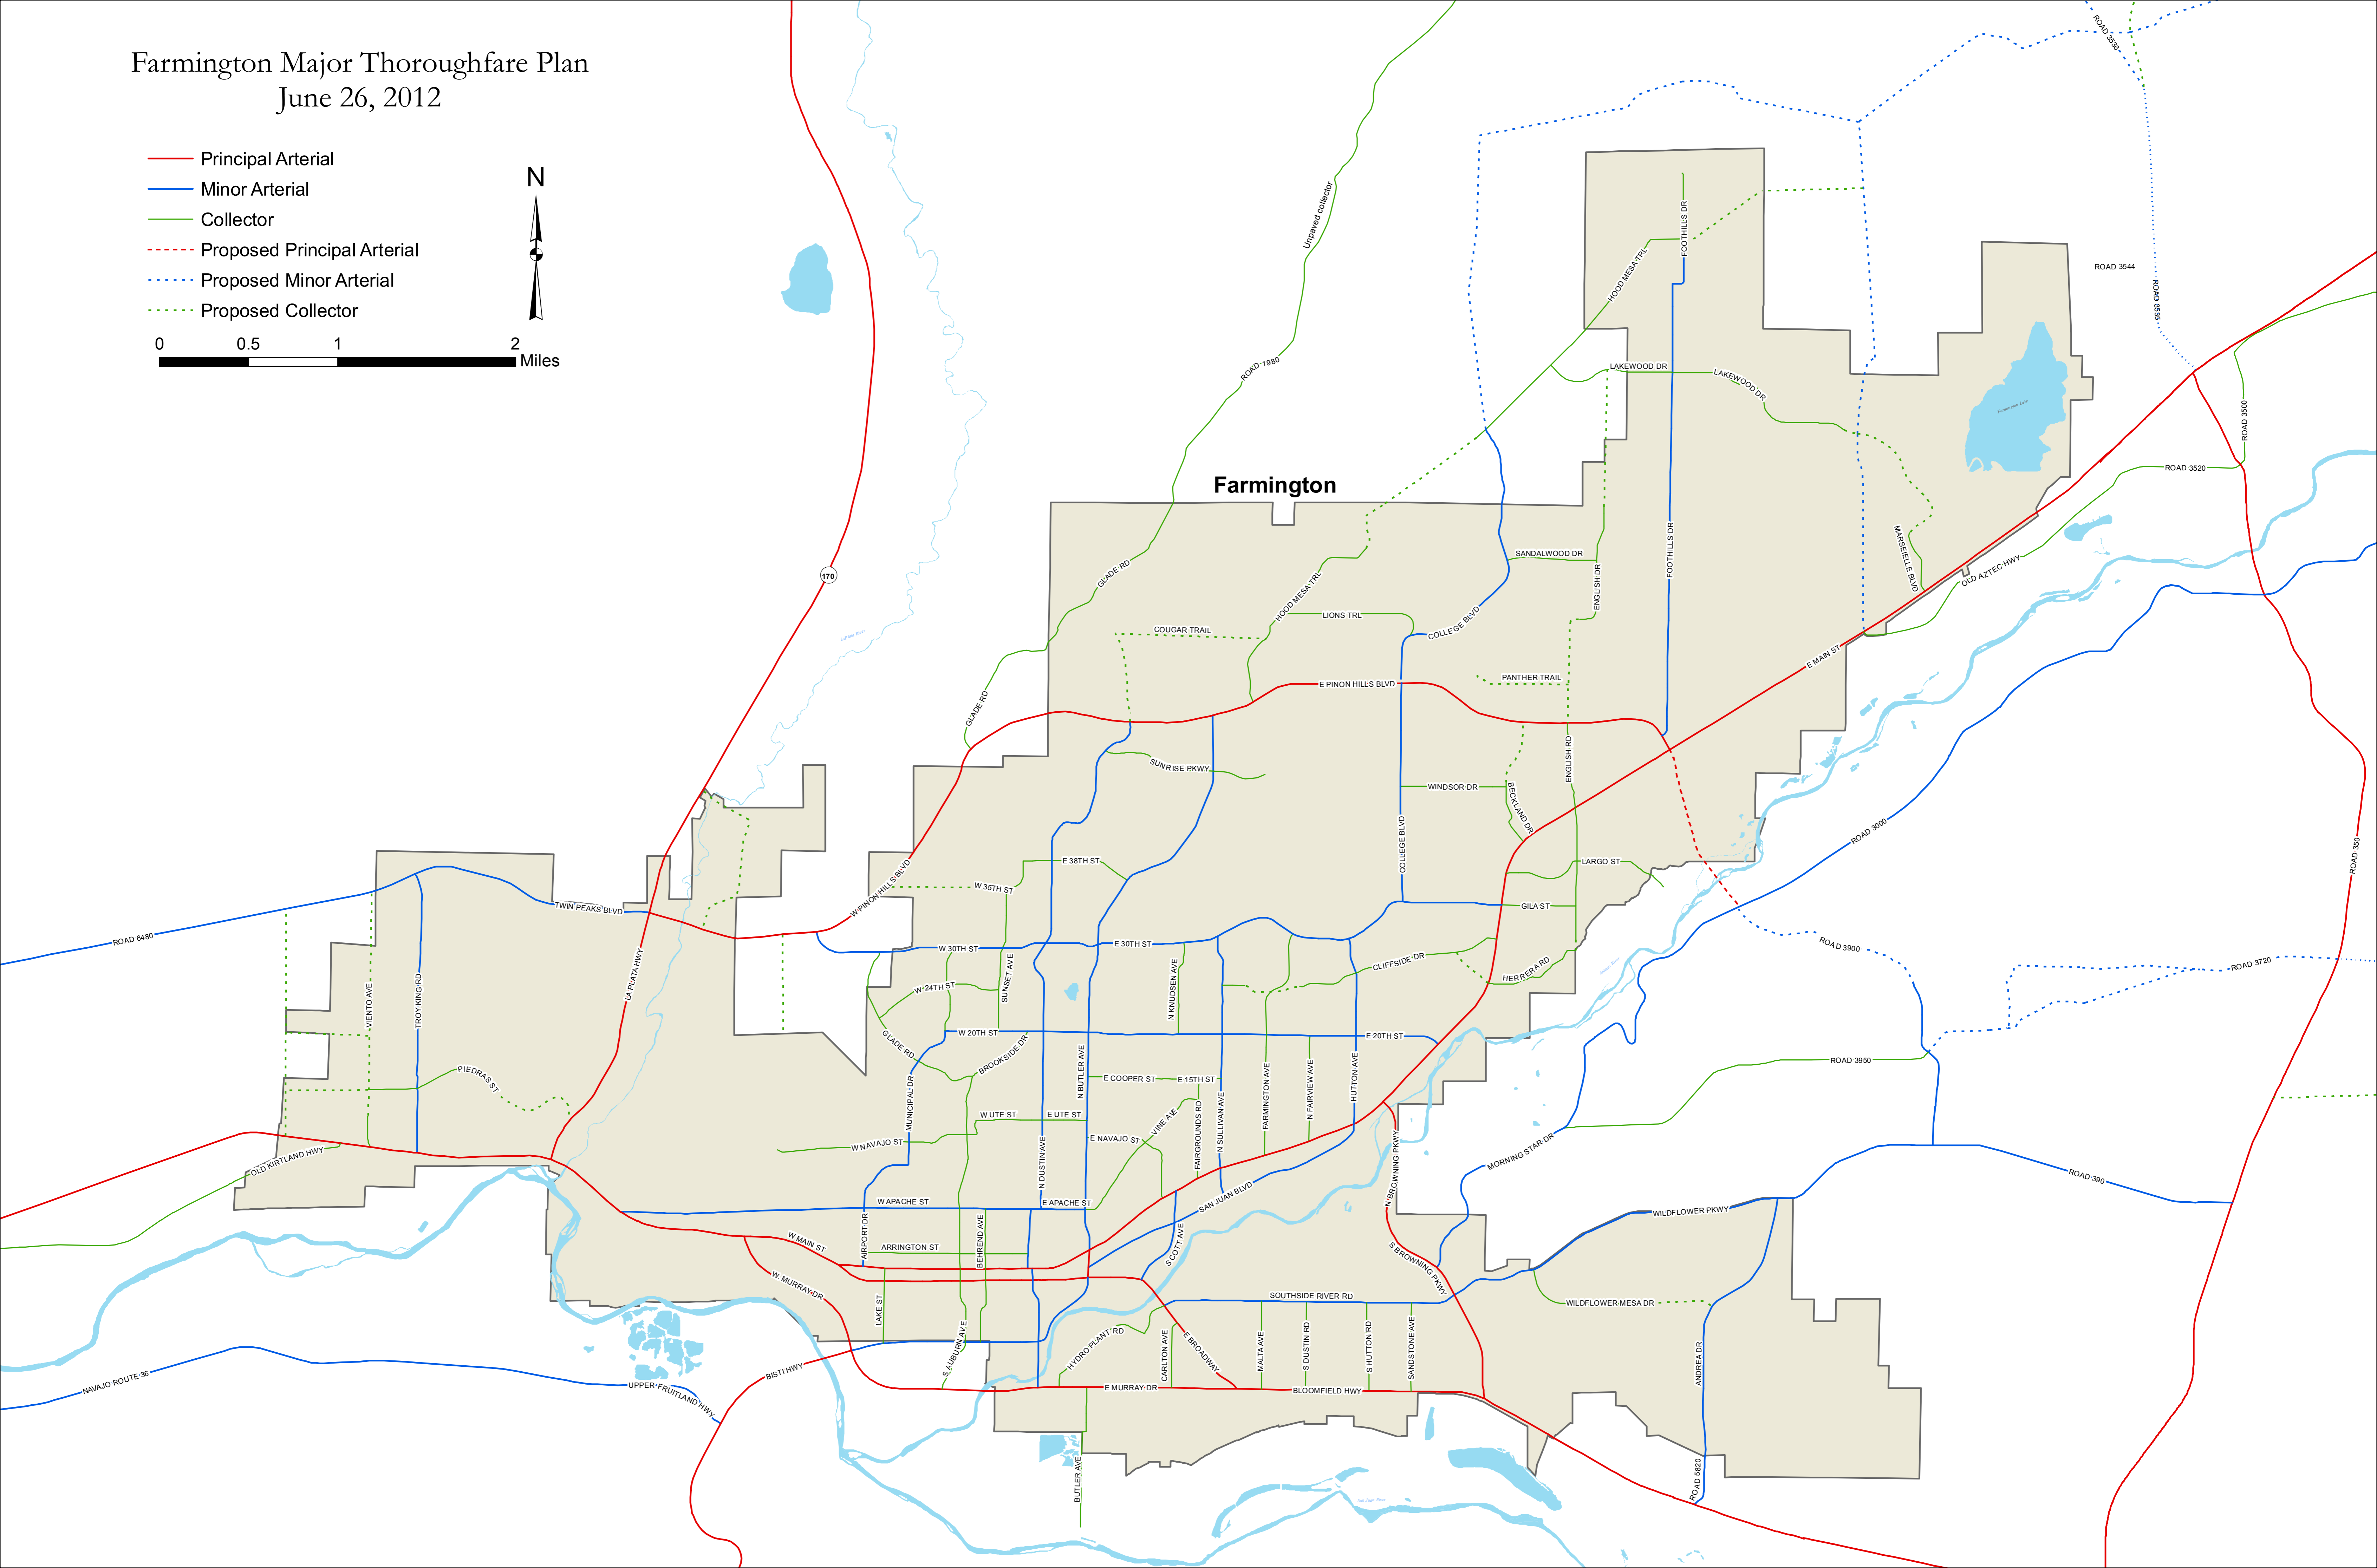 Farmington Major Thoroughfare Plan
June 26, 2012
Principal Arterial
Minor Arterial
Collector
Proposed Principal Arterial
Proposed Minor Arterial
Proposed Collector
0 0.5 1 2
Miles
N
Farmington
170
Unpaved collector
ROAD 1980
ROAD 3536
ROAD 3544
ROAD 3535
ROAD 3500
ROAD 3520
FOOTHILLS DR
HOOD MESA TRL
LAKEWOOD DR
LAKEWOOD DR
Farmington Lake
MARSEIELLE BLVD
OLD AZTEC HWY
FOOTHILLS DR
SANDALWOOD DR
ENGLISH DR
GLADE RD
HOOD MESA TRL
LIONS TRL
COLLEGE BLVD
COUGAR TRAIL
E MAIN ST
GLADE RD
E PINON HILLS BLVD
PANTHER TRAIL
SUNRISE PKWY
ENGLISH RD
WINDSOR DR
BECKLAND DR
COLLEGE BLVD
ROAD 3000
ROAD 350
E 38TH ST
LARGO ST
W PINON HILLS BLVD
W 35TH ST
TWIN PEAKS BLVD
GILA ST
ROAD 6480
W 30TH ST
E 30TH ST
ROAD 3900
ROAD 3720
LA PLATA HWY
CLIFFSIDE DR
HERRERA RD
SUNSET AVE
N KNUDSEN AVE
W 24TH ST
VIENTO AVE
TROY KING RD
W 20TH ST
E 20TH ST
GLADE RD
BROOKSIDE DR
ROAD 3950
PIEDRAS ST
N BUTLER AVE
E COOPER ST
E 15TH ST
HUTTON AVE
MUNICIPAL DR
FARMINGTON AVE
N FAIRVIEW AVE
W UTE ST
E UTE ST
VINE AVE
FAIRGROUNDS RD
N SULLIVAN AVE
W NAVAJO ST
E NAVAJO ST
OLD KIRTLAND HWY
N DUSTIN AVE
N BROWNING PKWY
MORNING STAR DR
ROAD 390
SAN JUAN BLVD
W APACHE ST
E APACHE ST
WILDFLOWER PKWY
AIRPORT DR
BEHREND AVE
W MAIN ST
ARRINGTON ST
S COTT AVE
S BROWNING PKWY
W MURRAY DR
LAKE ST
SOUTHSIDE RIVER RD
WILDFLOWER MESA DR
S AUBURN AVE
HYDRO PLANT RD
CARLTON AVE
E BROADWAY
MALTA AVE
S DUSTIN RD
S HUTTON RD
SANDSTONE AVE
ANDREA DR
BISTI HWY
NAVAJO ROUTE 36
UPPER FRUITLAND HWY
E MURRAY DR
BLOOMFIELD HWY
BUTLER AVE
ROAD 5820